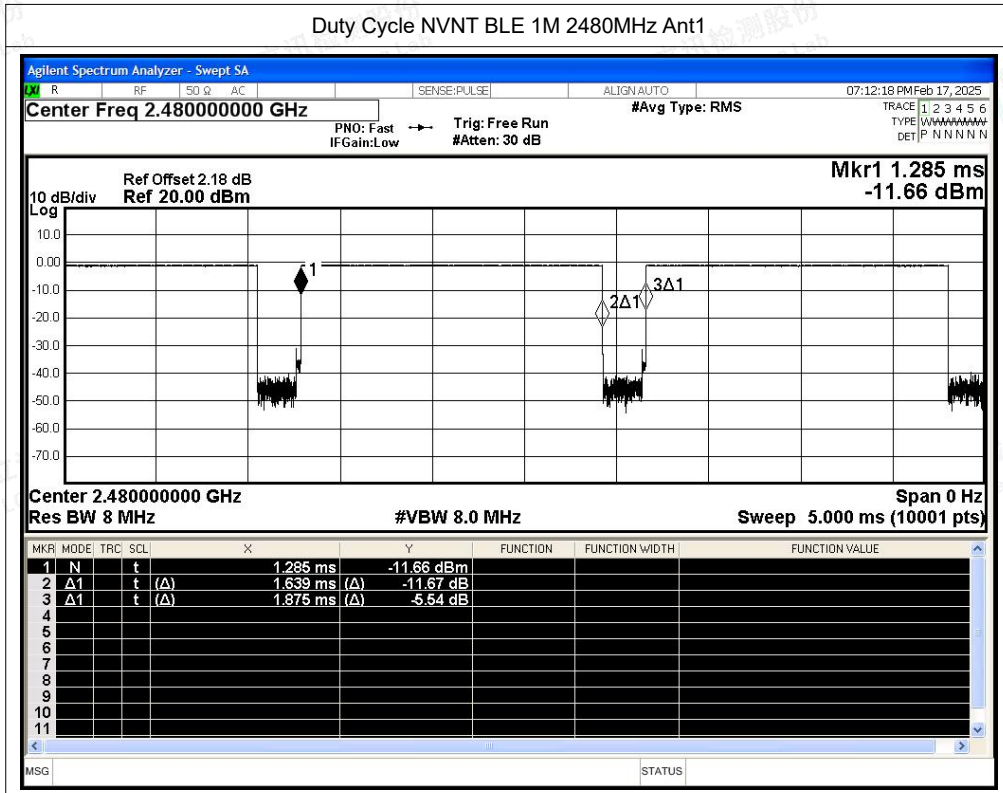 Duty Cycle NVNT BLE 1M 2480MHz Ant1
Agilent Spectrum Analyzer - Swept SA
LXI R RF 50 Ω AC SENSE:PULSE ALIGN AUTO 07:12:18 PM Feb 17, 2025
Center Freq 2.480000000 GHz #Avg Type: RMS TRACE 1 2 3 4 5 6
PNO: Fast Trig: Free Run TYPE WWWWWW
IFGain:Low #Atten: 30 dB DET P N N N N N
Mkr1 1.285 ms
Ref Offset 2.18 dB
10 dB/div Ref 20.00 dBm -11.66 dBm
Log
10.0
0.00
1
-10.0
3Δ1
2Δ1
-20.0
-30.0
-40.0
-50.0
-60.0
-70.0
Center 2.480000000 GHz Span 0 Hz
Res BW 8 MHz #VBW 8.0 MHz Sweep 5.000 ms (10001 pts)
MKR MODE TRC SCL X Y FUNCTION FUNCTION WIDTH FUNCTION VALUE
1 N t 1.285 ms -11.66 dBm
2 Δ1 t (Δ) 1.639 ms (Δ) -11.67 dB
3 Δ1 t (Δ) 1.875 ms (Δ) -5.54 dB
4
5
6
7
8
9
10
11
MSG STATUS